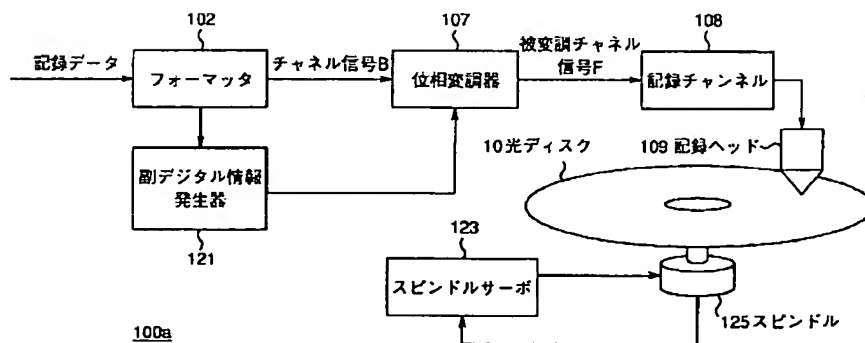 102
107
108
記録データ
フォーマッタ
チャネル信号B
位相変調器
被変調チャネル
信号F
記録チャンネル
109 記録ヘッド
10光ディスク
副デジタル情報
発生器
121
123
スピンドルサーボ
125スピンドル
100a